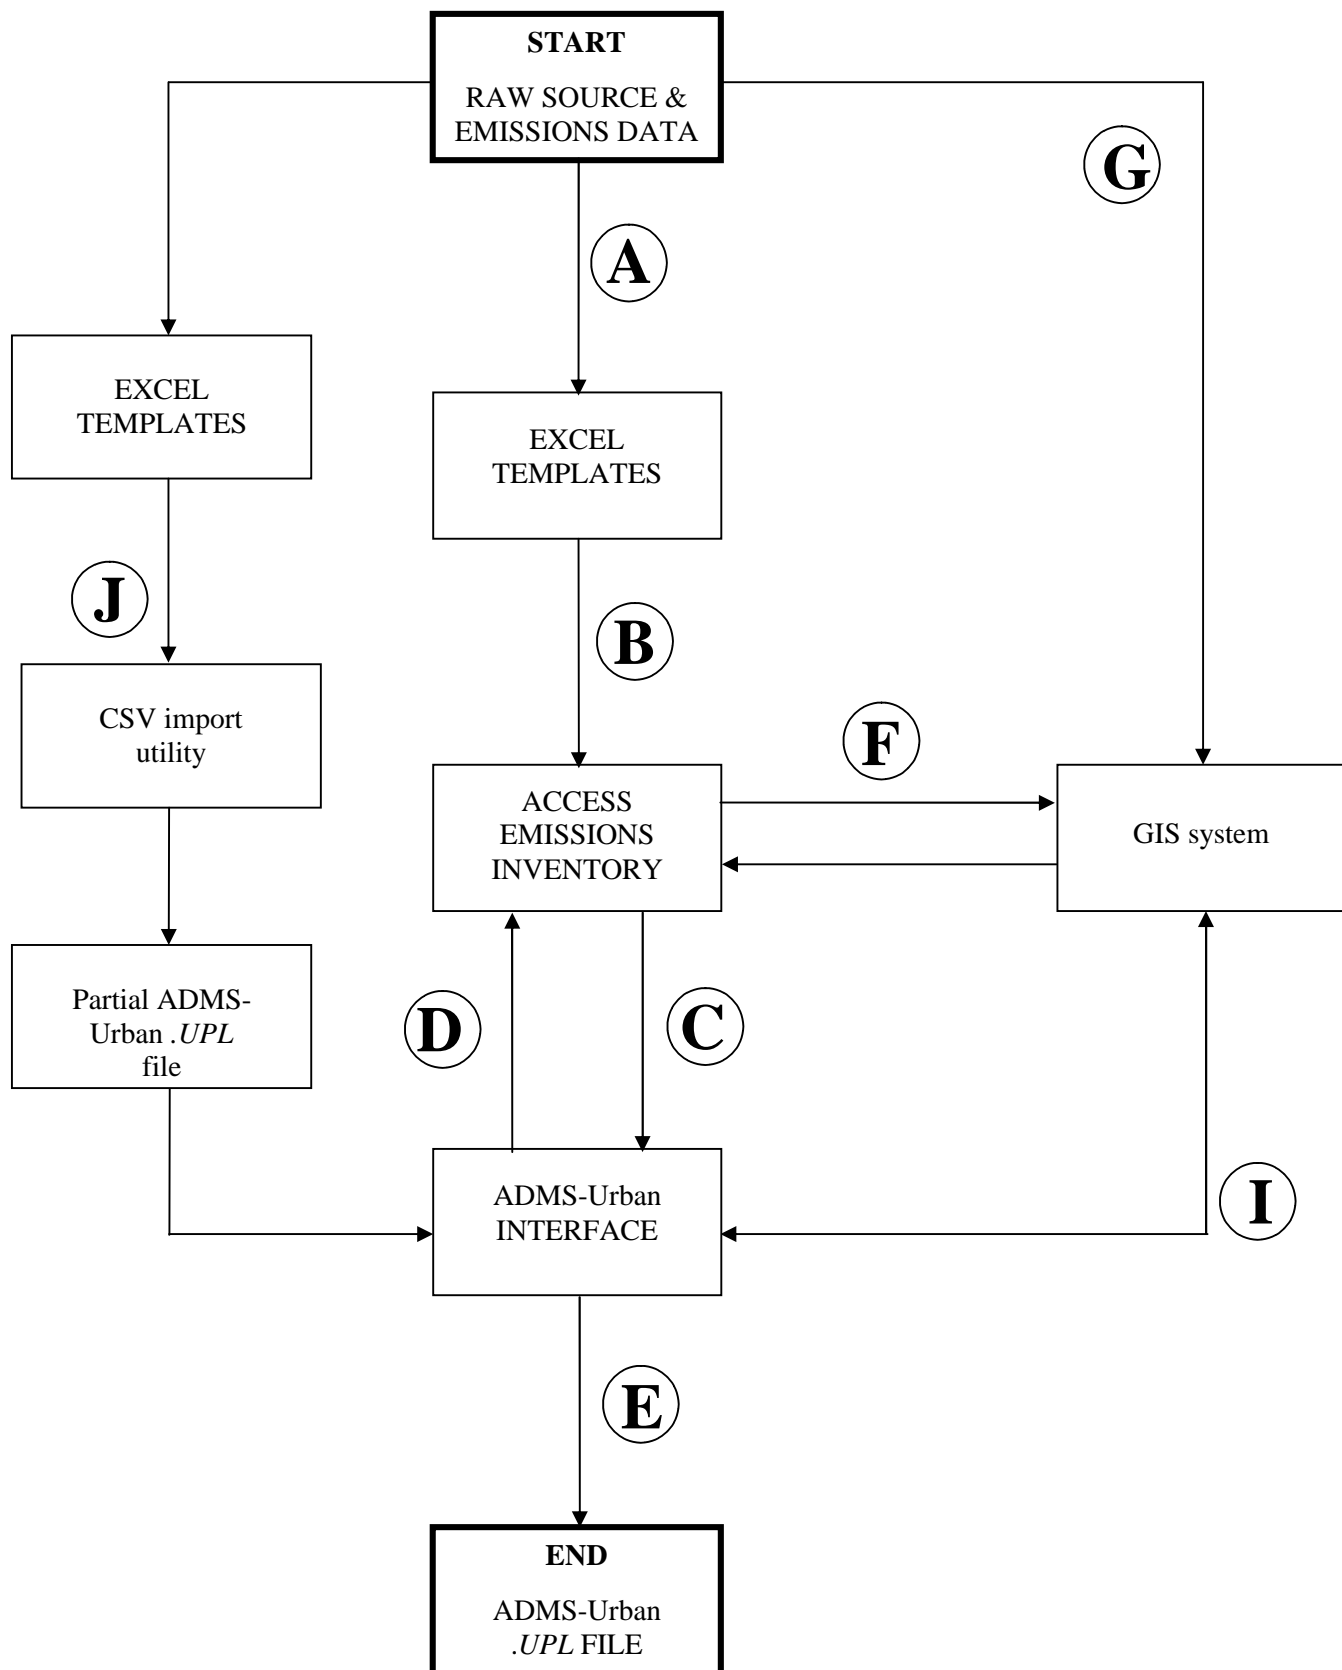 START
RAW SOURCE &
EMISSIONS DATA
G
A
EXCEL
TEMPLATES
EXCEL
TEMPLATES
J
B
CSV import
utility
F
ACCESS
EMISSIONS
INVENTORY
GIS system
Partial ADMS-
Urban .UPL
file
D
C
ADMS-Urban
INTERFACE
I
E
END
ADMS-Urban
.UPL FILE